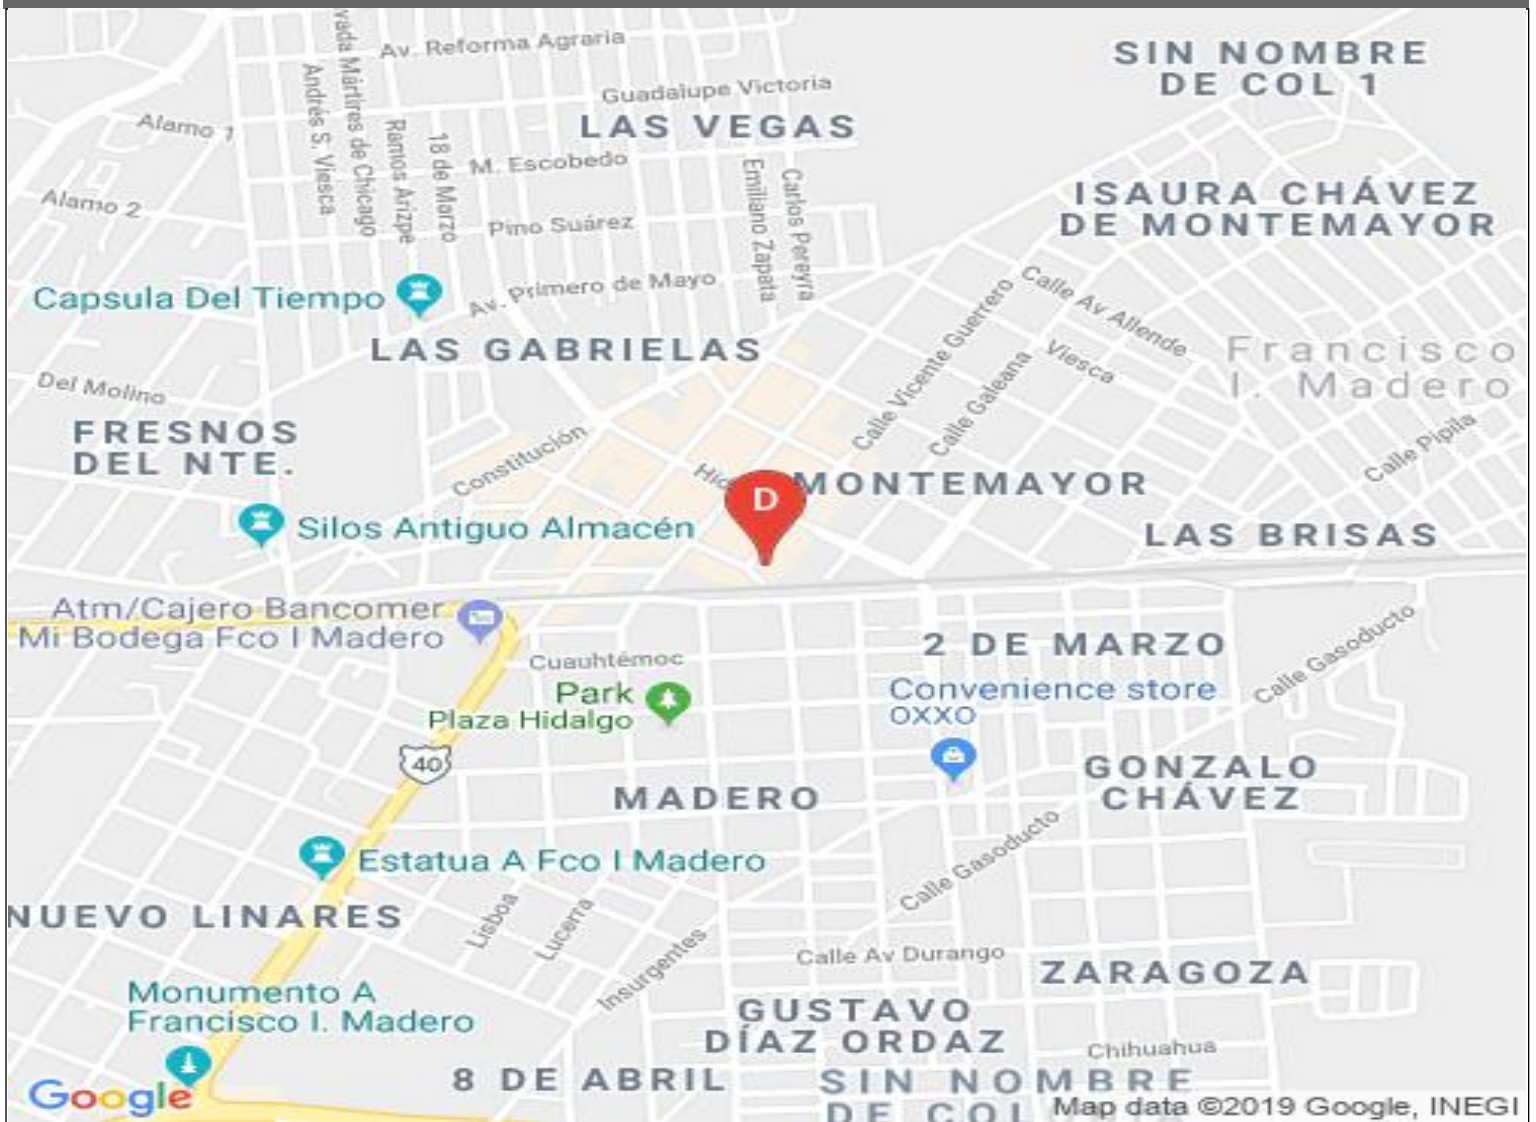 Av. Reforma Agraria
SIN NOMBRE
DE COL 1
vada Mártires de Chicago
Andrés S. Viesca
Guadalupe Victoria
Alamo 1
LAS VEGAS
Ramos Arizpe
18 de Marzo
M. Escobedo
Emiliano Zapata
Carlos Pereyra
ISAURA CHÁVEZ
DE MONTEMAYOR
Alamo 2
Pino Suárez
Capsula Del Tiempo
Av. Primero de Mayo
Calle Vicente Guerrero
Calle Av Allende
LAS GABRIELAS
Calle Galeana
Viesca
Francisco
I. Madero
Del Molino
FRESNOS
DEL NTE.
Constitución
Calle Pipila
D
MONTEMAYOR
Silos Antiguo Almacén
LAS BRISAS
Atm/Cajero Bancomer
Mi Bodega Fco I Madero
Cuauhtémoc
2 DE MARZO
Calle Gasoducto
Park
Plaza Hidalgo
Convenience store
OXXO
40
MADERO
GONZALO
CHÁVEZ
Calle Gasoducto
Estatua A Fco I Madero
NUEVO LINARES
Lisboa
Lucerra
Insurgentes
Calle Av Durango
ZARAGOZA
Monumento A
Francisco I. Madero
GUSTAVO
DÍAZ ORDAZ
Chihuahua
8 DE ABRIL
SIN NOMBRE
DE COL
Google
Map data ©2019 Google, INEGI